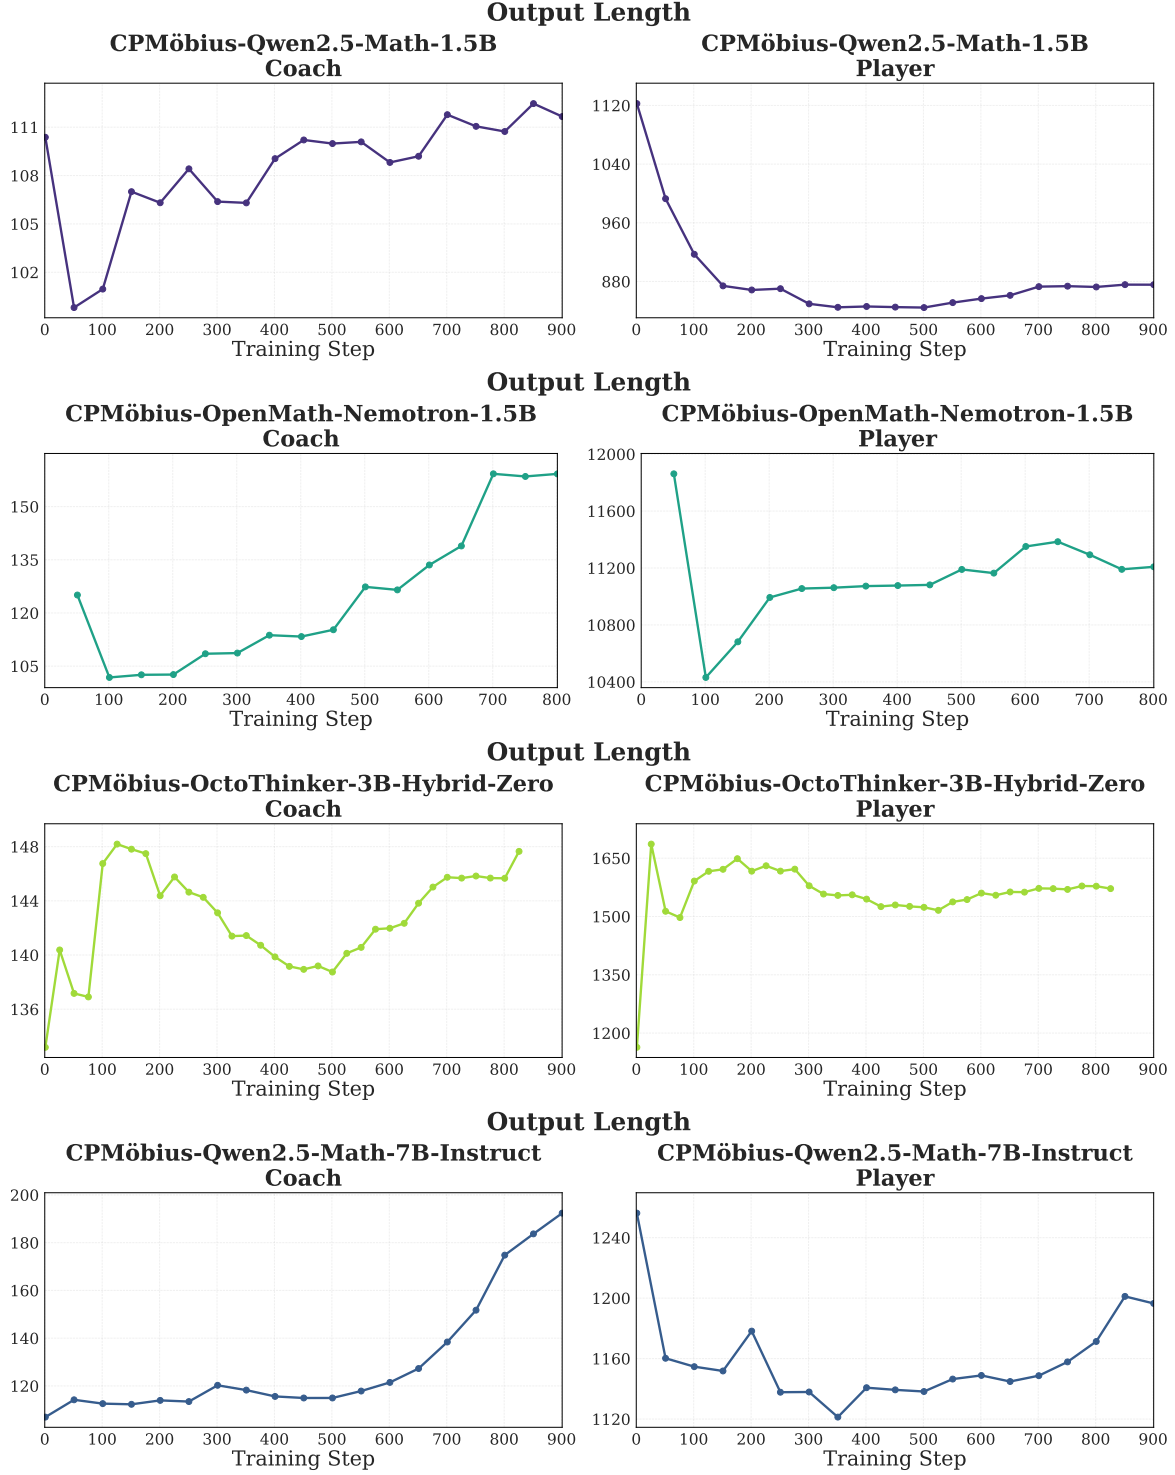 Output Length
CPMöbius-Qwen2.5-Math-1.5B
Coach
111
108
105
102
0 100 200 300 400 500 600 700 800 900
Training Step
CPMöbius-Qwen2.5-Math-1.5B
Player
1120
1040
960
880
0 100 200 300 400 500 600 700 800 900
Training Step
Output Length
CPMöbius-OpenMath-Nemotron-1.5B
Coach
150
135
120
105
0 100 200 300 400 500 600 700 800
Training Step
CPMöbius-OpenMath-Nemotron-1.5B
Player
12000
11600
11200
10800
10400
0 100 200 300 400 500 600 700 800
Training Step
Output Length
CPMöbius-OctoThinker-3B-Hybrid-Zero
Coach
148
144
140
136
0 100 200 300 400 500 600 700 800 900
Training Step
CPMöbius-OctoThinker-3B-Hybrid-Zero
Player
1650
1500
1350
1200
0 100 200 300 400 500 600 700 800 900
Training Step
Output Length
CPMöbius-Qwen2.5-Math-7B-Instruct
Coach
200
180
160
140
120
0 100 200 300 400 500 600 700 800 900
Training Step
CPMöbius-Qwen2.5-Math-7B-Instruct
Player
1240
1200
1160
1120
0 100 200 300 400 500 600 700 800 900
Training Step